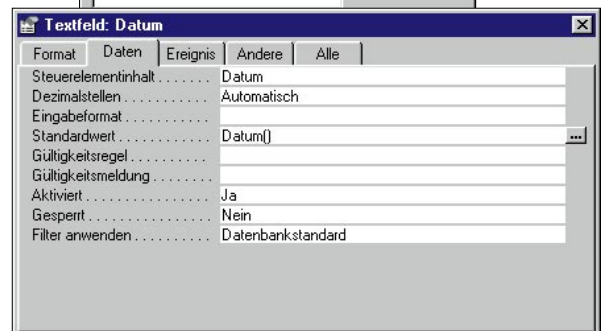 Textfeld: Datum
Format Daten Ereignis Andere Alle
Steuerelementinhalt....... Datum
Dezimalstellen............ Automatisch
Eingabeformat............
Standardwert............ Datum() ...
Gültigkeitsregel..........
Gültigkeitsmeldung........
Aktiviert................ Ja
Gesperrt................ Nein
Filter anwenden.......... Datenbankstandard